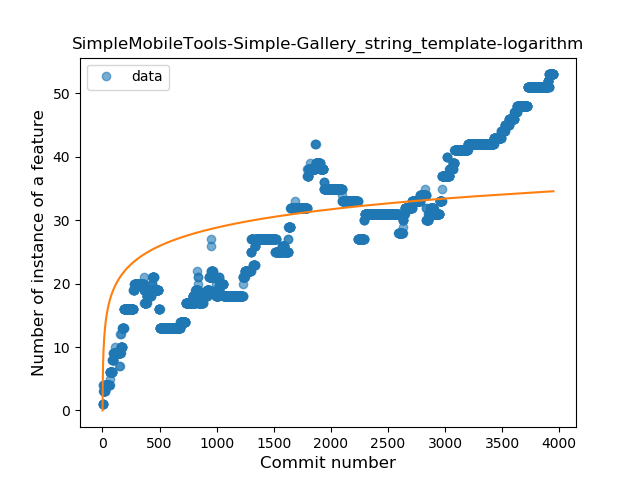 SimpleMobileTools-Simple-Gallery_string_template-logarithm
data
Number of instance of a feature
50
40
30
20
10
0
0 500 1000 1500 2000 2500 3000 3500 4000
Commit number